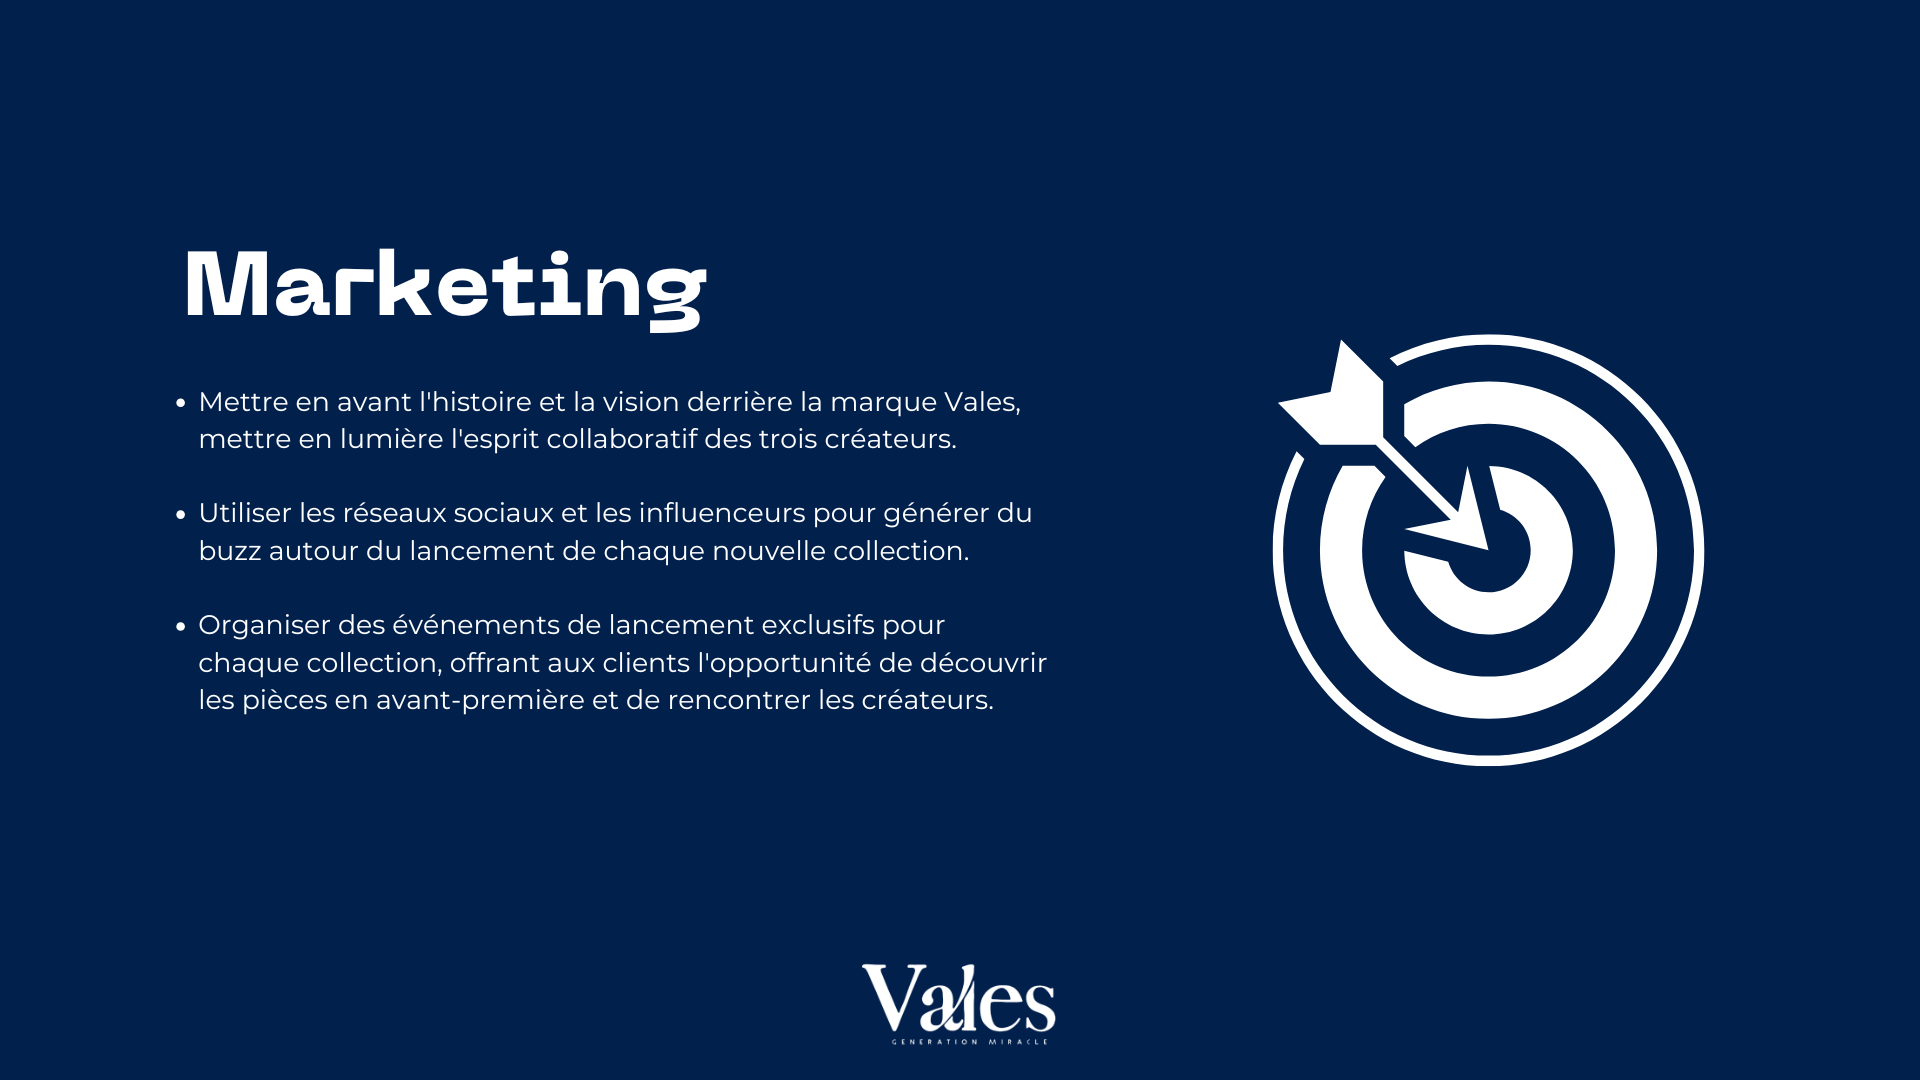 Marketing
• Mettre en avant l'histoire et la vision derrière la marque Vales,
mettre en lumière l'esprit collaboratif des trois créateurs.
• Utiliser les réseaux sociaux et les influenceurs pour générer du
buzz autour du lancement de chaque nouvelle collection.
• Organiser des événements de lancement exclusifs pour
chaque collection, offrant aux clients l'opportunité de découvrir
les pièces en avant-première et de rencontrer les créateurs.
Vales
GENERATION MIRACLE